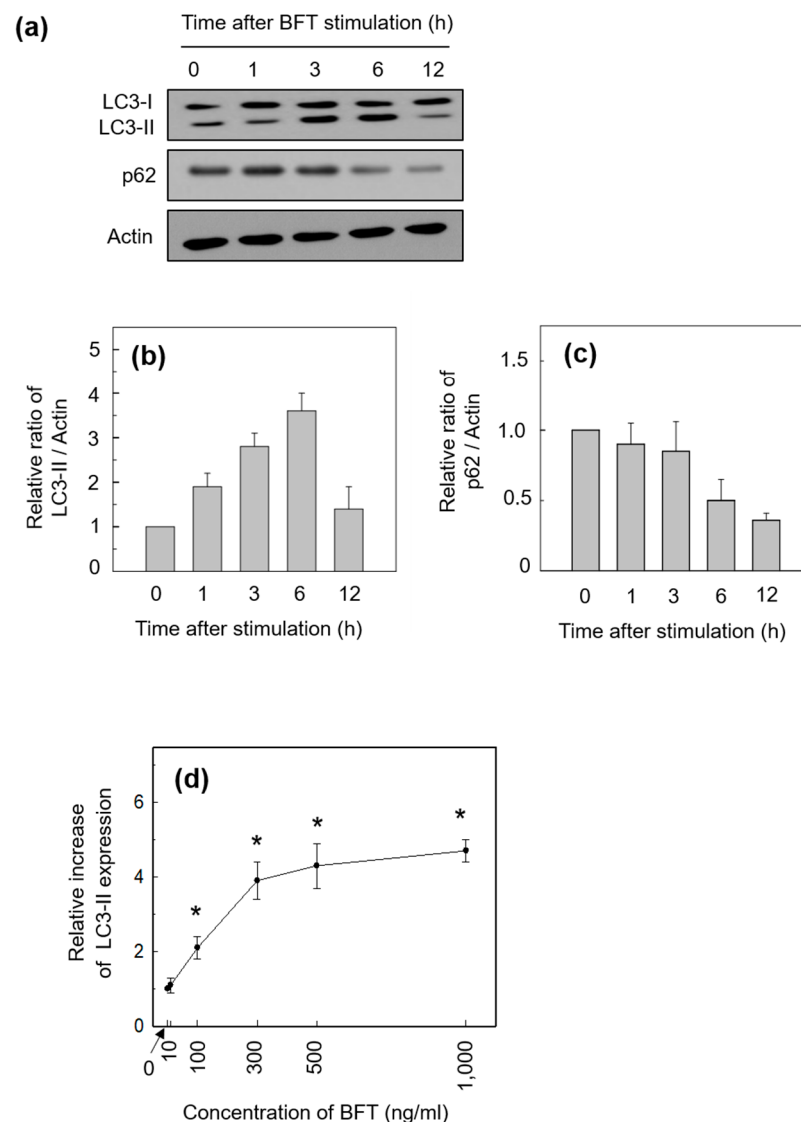 (a)
Time after BFT stimulation (h)
0 1 3 6 12
LC3-I
LC3-II
p62
Actin
(b)
Relative ratio of
LC3-II / Actin
5
4
3
2
1
0
0 1 3 6 12
Time after stimulation (h)
(c)
Relative ratio of
p62 / Actin
1.5
1.0
0.5
0
0 1 3 6 12
Time after stimulation (h)
(d)
Relative increase
of LC3-II expression
6
4
2
0
* * * *
0 10 100 300 500 1,000
Concentration of BFT (ng/ml)